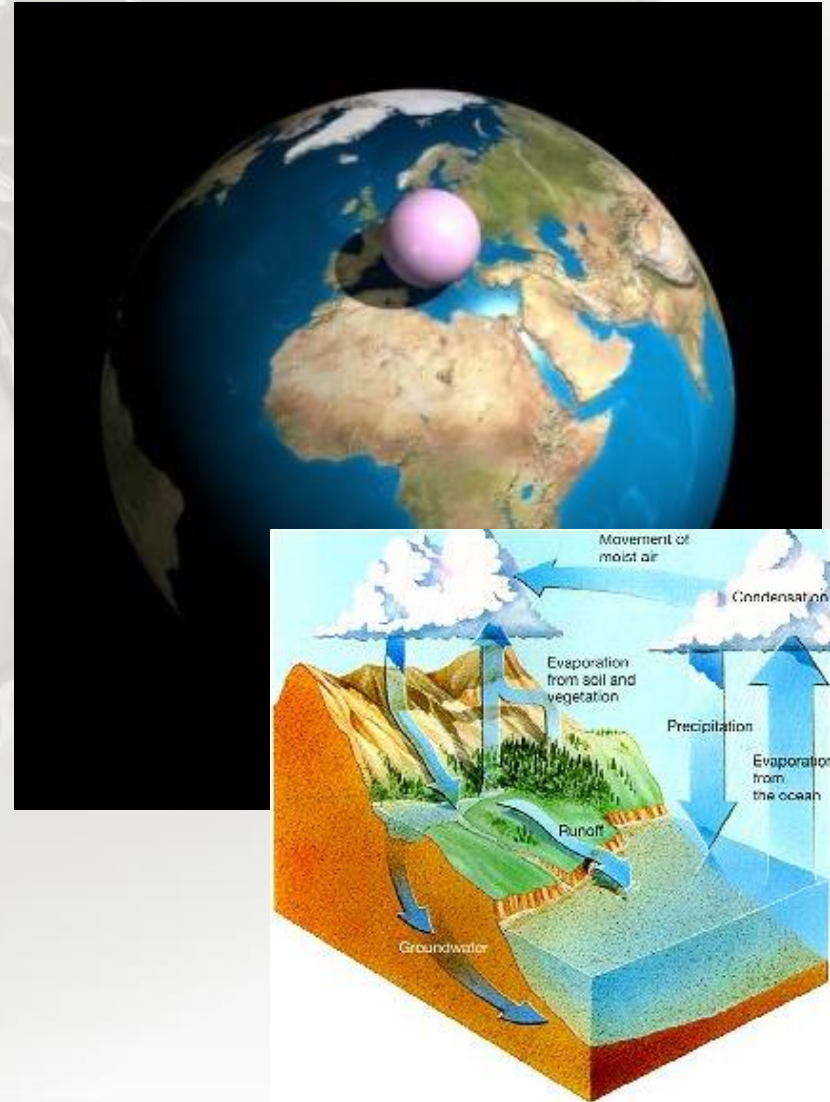 Movement of
moist air
Condensation
Evaporation
from soil and
vegetation
Precipitation
Evaporation
from
the ocean
Runoff
Groundwater